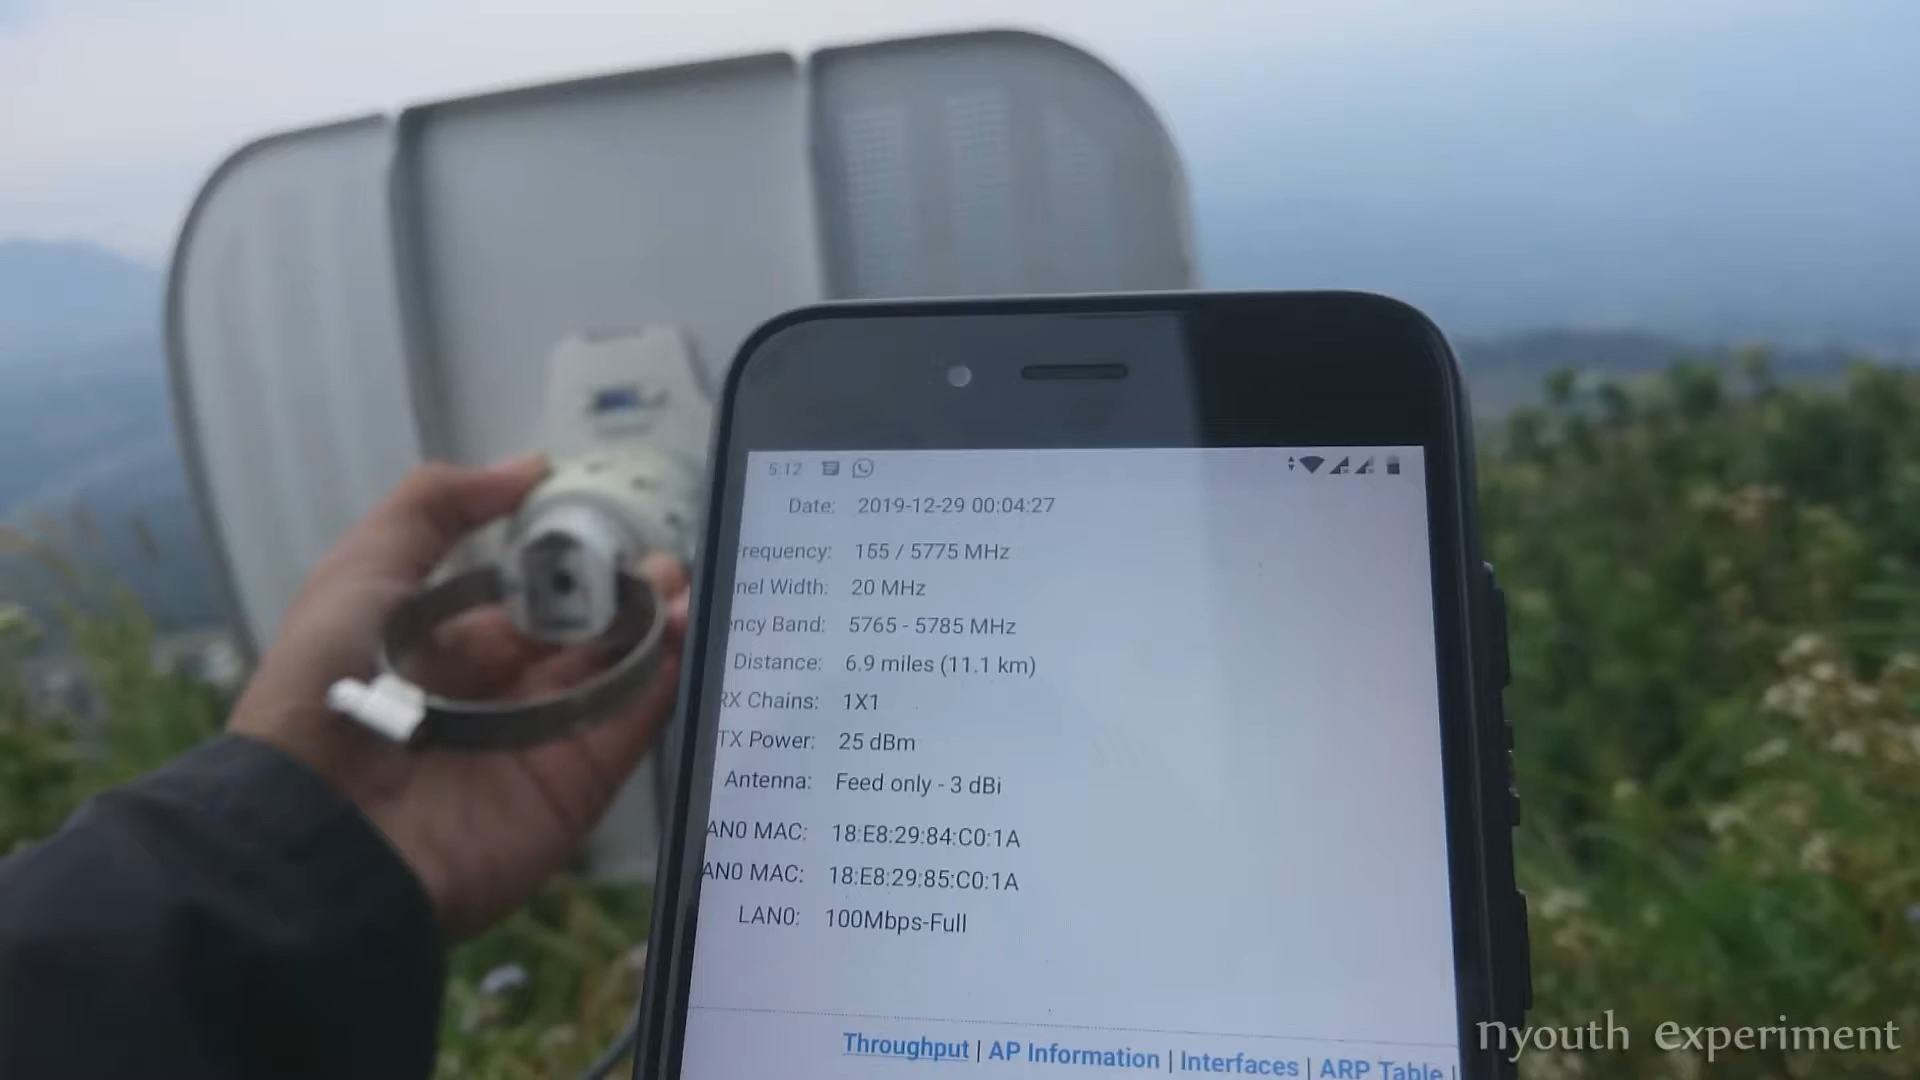 5:12
Date: 2019-12-29 00:04:27
requency: 155 / 5775 MHz
nel Width: 20 MHz
ency Band: 5765 - 5785 MHz
Distance: 6.9 miles (11.1 km)
RX Chains: 1X1
TX Power: 25 dBm
Antenna: Feed only - 3 dBi
AN0 MAC: 18:E8:29:84:C0:1A
AN0 MAC: 18:E8:29:85:C0:1A
LAN0: 100Mbps-Full
Throughput | AP Information | Interfaces | ARP Table |
nyouth experiment